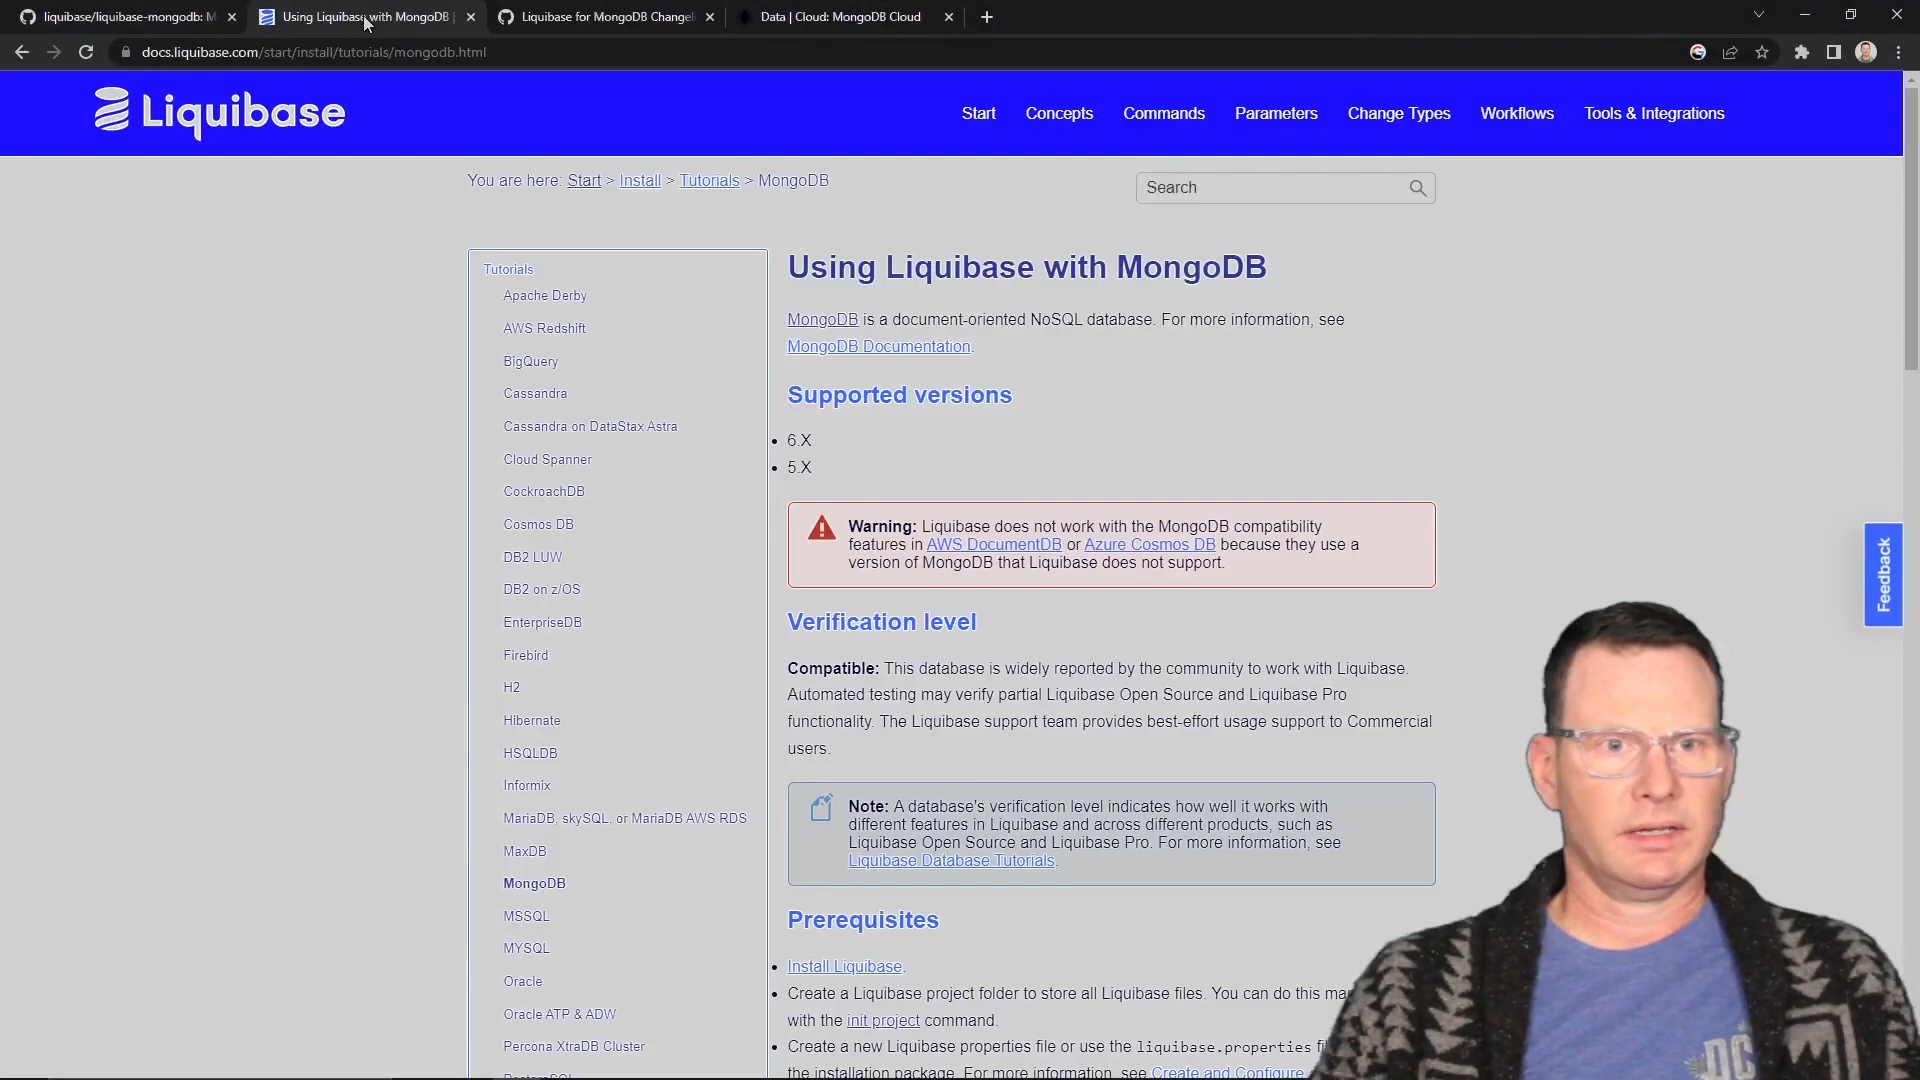 liquibase/liquibase-mongodb: M
Using Liquibase with MongoDB |
Liquibase for MongoDB Change
Data | Cloud: MongoDB Cloud
docs.liquibase.com/start/install/tutorials/mongodb.html
Liquibase
Start
Concepts
Commands
Parameters
Change Types
Workflows
Tools & Integrations
You are here: Start > Install > Tutorials > MongoDB
Search
Tutorials
Apache Derby
AWS Redshift
BigQuery
Cassandra
Cassandra on DataStax Astra
Cloud Spanner
CockroachDB
Cosmos DB
DB2 LUW
DB2 on z/OS
EnterpriseDB
Firebird
H2
Hibernate
HSQLDB
Informix
MariaDB, skySQL, or MariaDB AWS RDS
MaxDB
MongoDB
MSSQL
MYSQL
Oracle
Oracle ATP & ADW
Percona XtraDB Cluster
Using Liquibase with MongoDB
MongoDB is a document-oriented NoSQL database. For more information, see
MongoDB Documentation.
Supported versions
• 6.X
• 5.X
Warning: Liquibase does not work with the MongoDB compatibility
features in AWS DocumentDB or Azure Cosmos DB because they use a
version of MongoDB that Liquibase does not support.
Verification level
Compatible: This database is widely reported by the community to work with Liquibase.
Automated testing may verify partial Liquibase Open Source and Liquibase Pro
functionality. The Liquibase support team provides best-effort usage support to Commercial
users.
Note: A database's verification level indicates how well it works with
different features in Liquibase and across different products, such as
Liquibase Open Source and Liquibase Pro. For more information, see
Liquibase Database Tutorials.
Prerequisites
• Install Liquibase.
• Create a Liquibase project folder to store all Liquibase files. You can do this ma
with the init project command.
• Create a new Liquibase properties file or use the liquibase.properties fi
the installation package. For more information, see Create and Configure
Feedback
DC